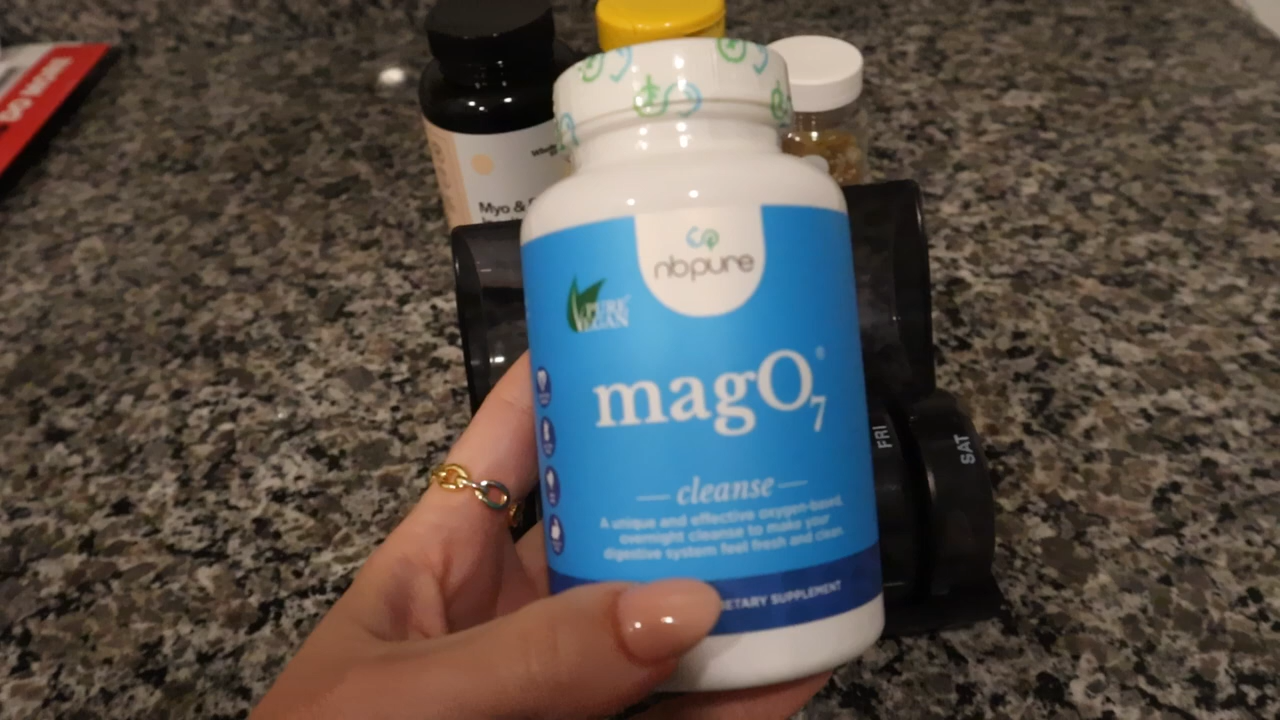 Myo &
nbpure
PURE
VEGAN
magO7®
cleanse
A unique and effective oxygen-based,
overnight cleanse to make your
digestive system feel fresh and clean.
DIETARY SUPPLEMENT
FRI
SAT